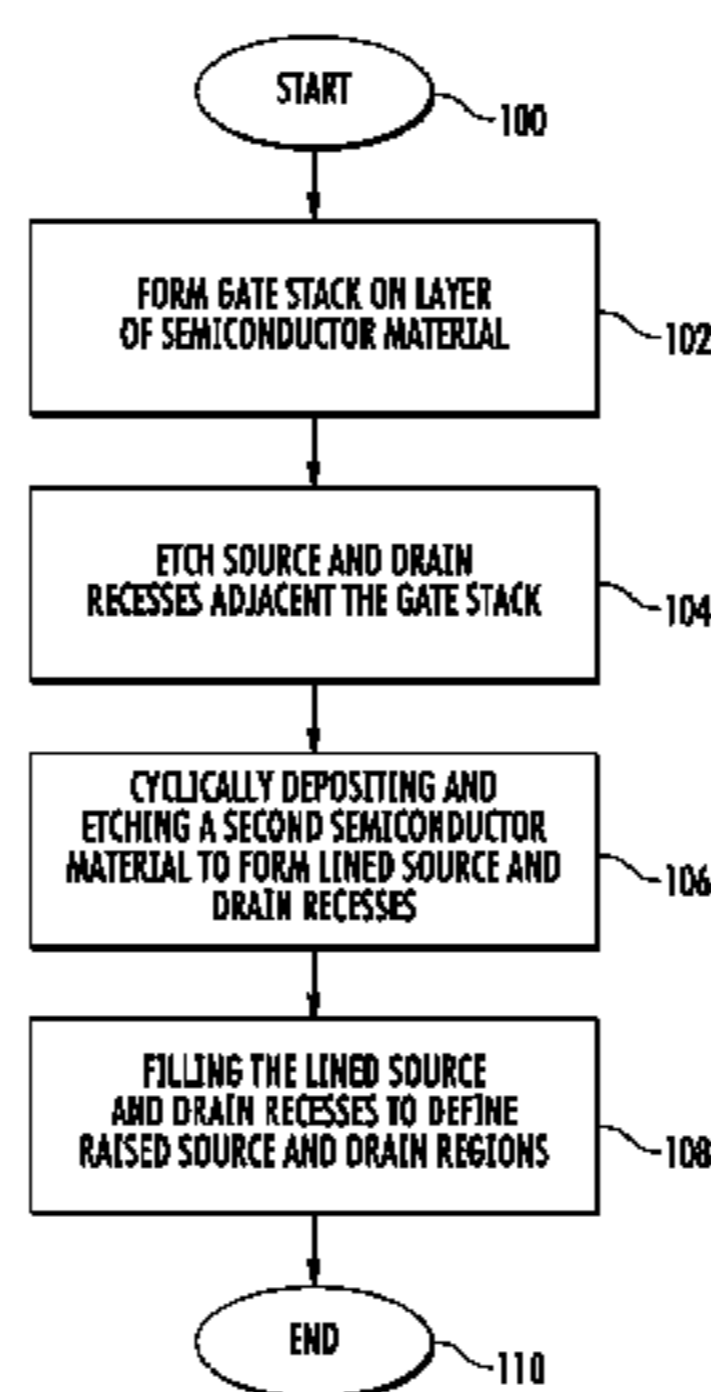 START
100
FORM GATE STACK ON LAYER
OF SEMICONDUCTOR MATERIAL
102
ETCH SOURCE AND DRAIN
RECESSES ADJACENT THE GATE STACK
104
CYCLICALLY DEPOSITING AND
ETCHING A SECOND SEMICONDUCTOR
MATERIAL TO FORM LINED SOURCE AND
DRAIN RECESSES
106
FILLING THE LINED SOURCE
AND DRAIN RECESSES TO DEFINE
RAISED SOURCE AND DRAIN REGIONS
108
END
110